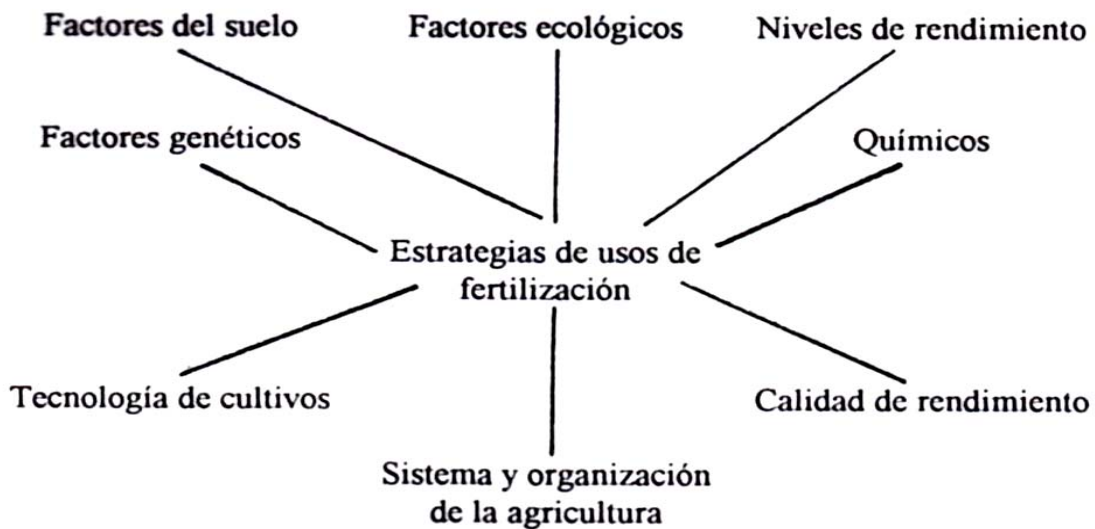 Factores del suelo
Factores ecológicos
Niveles de rendimiento
Factores genéticos
Químicos
Estrategias de usos de
fertilización
Tecnología de cultivos
Calidad de rendimiento
Sistema y organización
de la agricultura